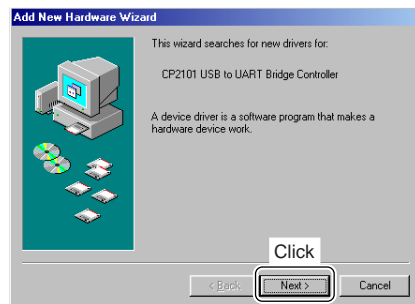 Add New Hardware Wizard
This wizard searches for new drivers for:
CP2101 USB to UART Bridge Controller
A device driver is a software program that makes a
hardware device work.
Click
< Back Next > Cancel